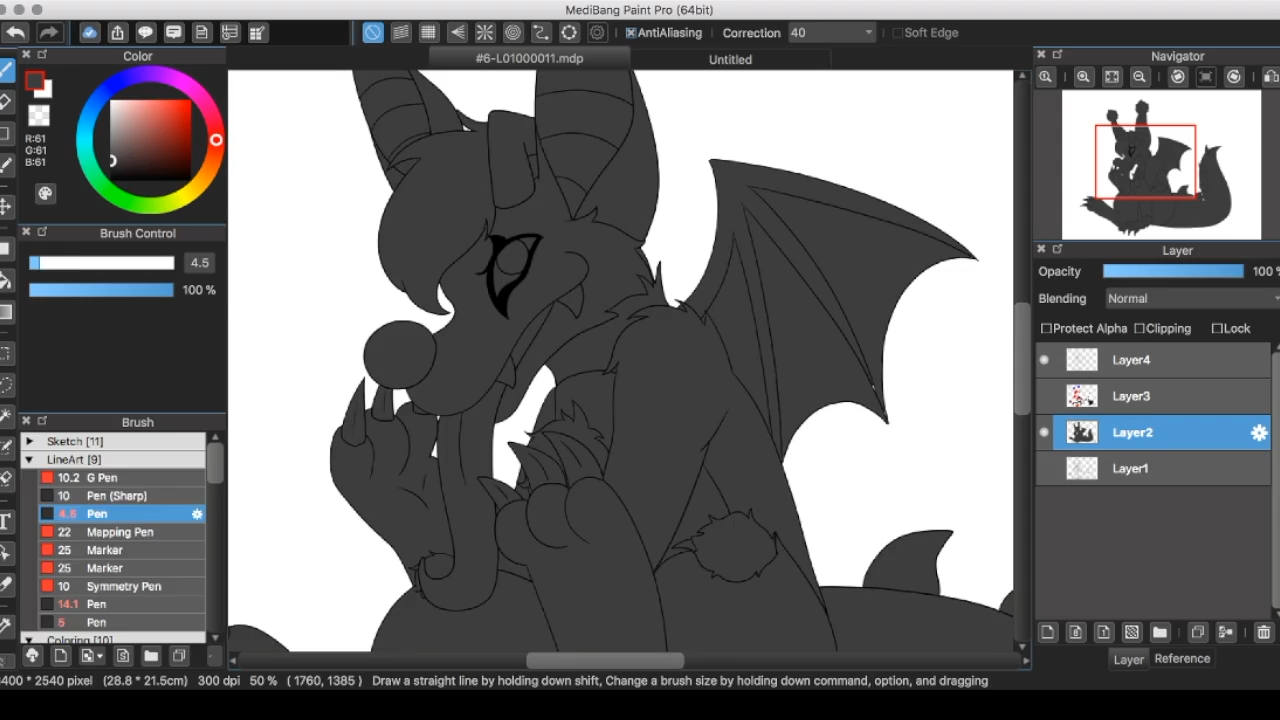 MediBang Paint Pro (64bit)
AntiAliasing Correction 40 Soft Edge
#6-L01000011.mdp Untitled
Color
R:61
G:61
B:61
Brush Control
4.5
100 %
Brush
Sketch [11]
LineArt [9]
10.2 G Pen
10 Pen (Sharp)
4.5 Pen
22 Mapping Pen
25 Marker
25 Marker
10 Symmetry Pen
14.1 Pen
5 Pen
Coloring [10]
Navigator
Layer
Opacity 100 %
Blending Normal
Protect Alpha Clipping Lock
Layer4
Layer3
Layer2
Layer1
Layer Reference
3400 * 2540 pixel (28.8 * 21.5cm) 300 dpi 50 % ( 1760, 1385 ) Draw a straight line by holding down shift, Change a brush size by holding down command, option, and dragging